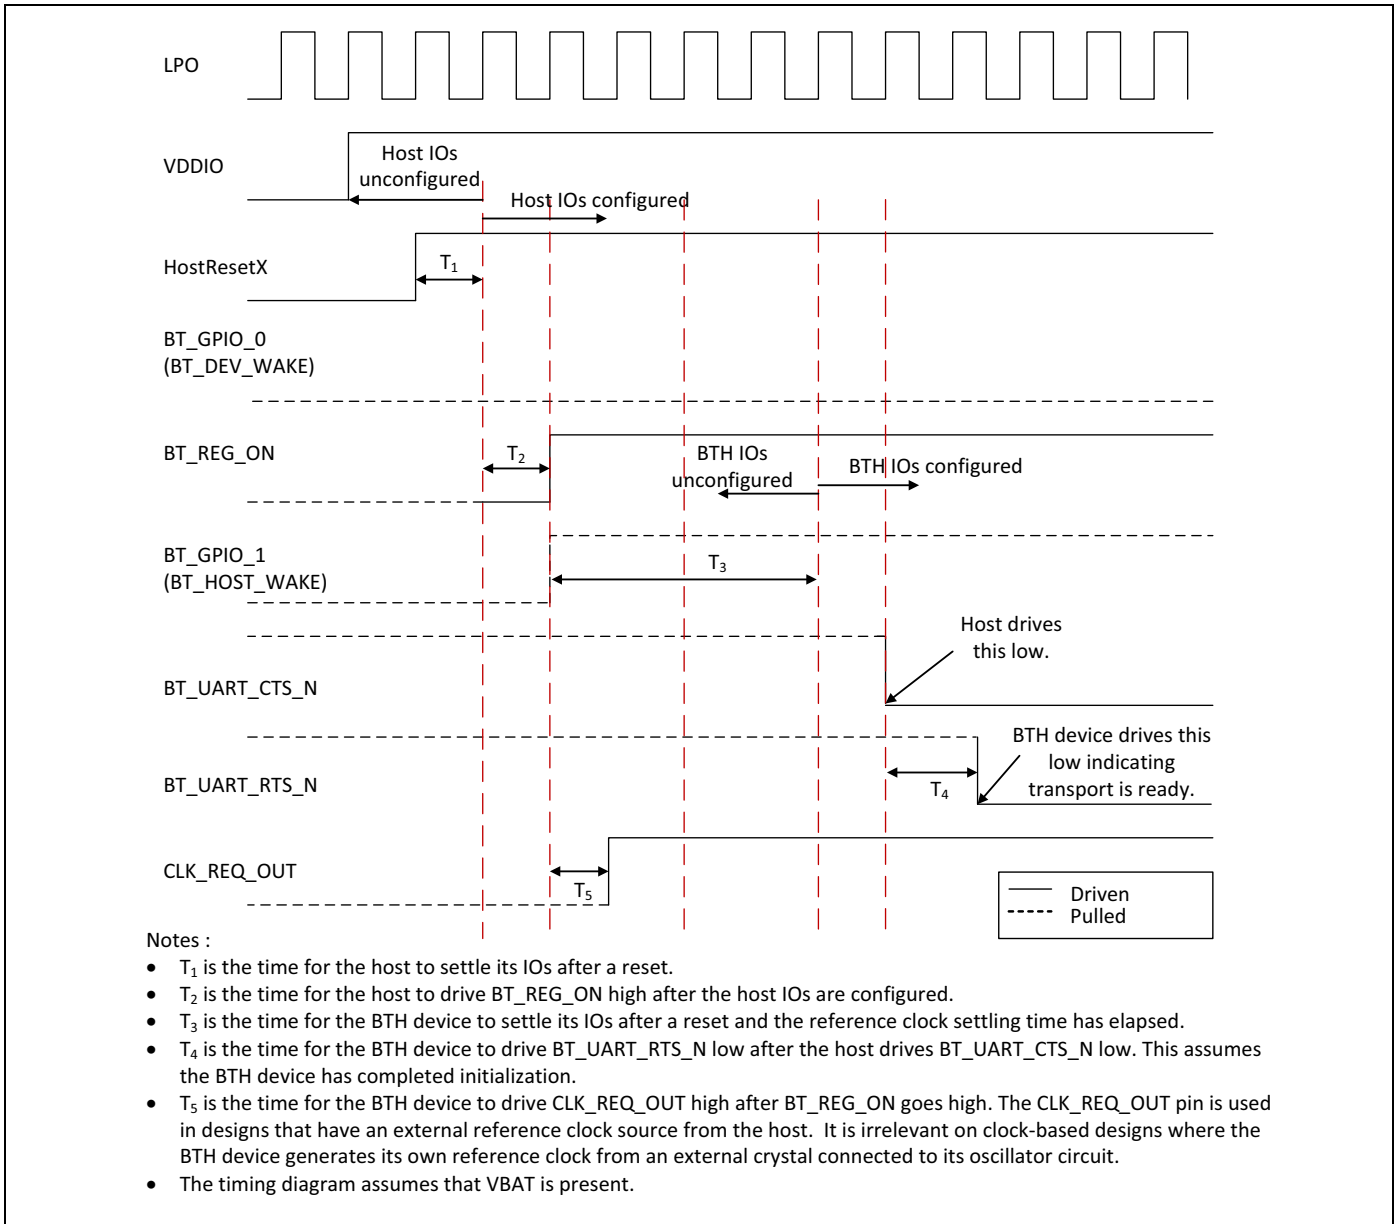 LPO
VDDIO
Host IOs
unconfigured
Host IOs configured
HostResetX
T₁
BT_GPIO_0
(BT_DEV_WAKE)
BT_REG_ON
T₂
BTH IOs
unconfigured
BTH IOs configured
BT_GPIO_1
(BT_HOST_WAKE)
T₃
Host drives
this low.
BT_UART_CTS_N
BTH device drives this
low indicating
transport is ready.
BT_UART_RTS_N
T₄
CLK_REQ_OUT
T₅
Driven
Pulled
Notes :
• T₁ is the time for the host to settle its IOs after a reset.
• T₂ is the time for the host to drive BT_REG_ON high after the host IOs are configured.
• T₃ is the time for the BTH device to settle its IOs after a reset and the reference clock settling time has elapsed.
• T₄ is the time for the BTH device to drive BT_UART_RTS_N low after the host drives BT_UART_CTS_N low. This assumes
the BTH device has completed initialization.
• T₅ is the time for the BTH device to drive CLK_REQ_OUT high after BT_REG_ON goes high. The CLK_REQ_OUT pin is used
in designs that have an external reference clock source from the host. It is irrelevant on clock-based designs where the
BTH device generates its own reference clock from an external crystal connected to its oscillator circuit.
• The timing diagram assumes that VBAT is present.